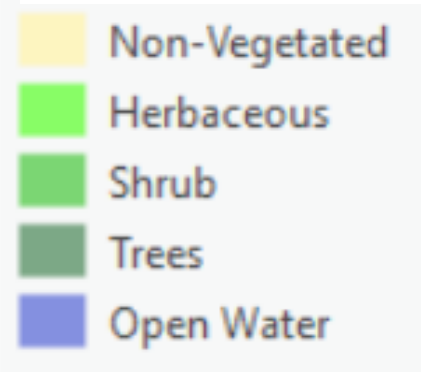 Non-Vegetated
Herbaceous
Shrub
Trees
Open Water